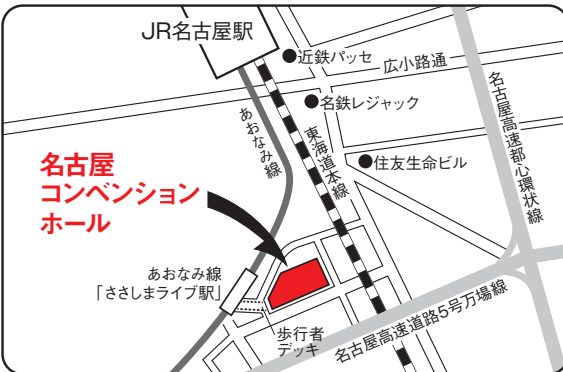 JR名古屋駅
近鉄パッセ
広小路通
名鉄レジャック
あおなみ線
東海道本線
名古屋高速都心環状線
住友生命ビル
名古屋
コンベンション
ホール
あおなみ線
「ささしまライブ駅」
歩行者
デッキ
名古屋高速道路5号万場線